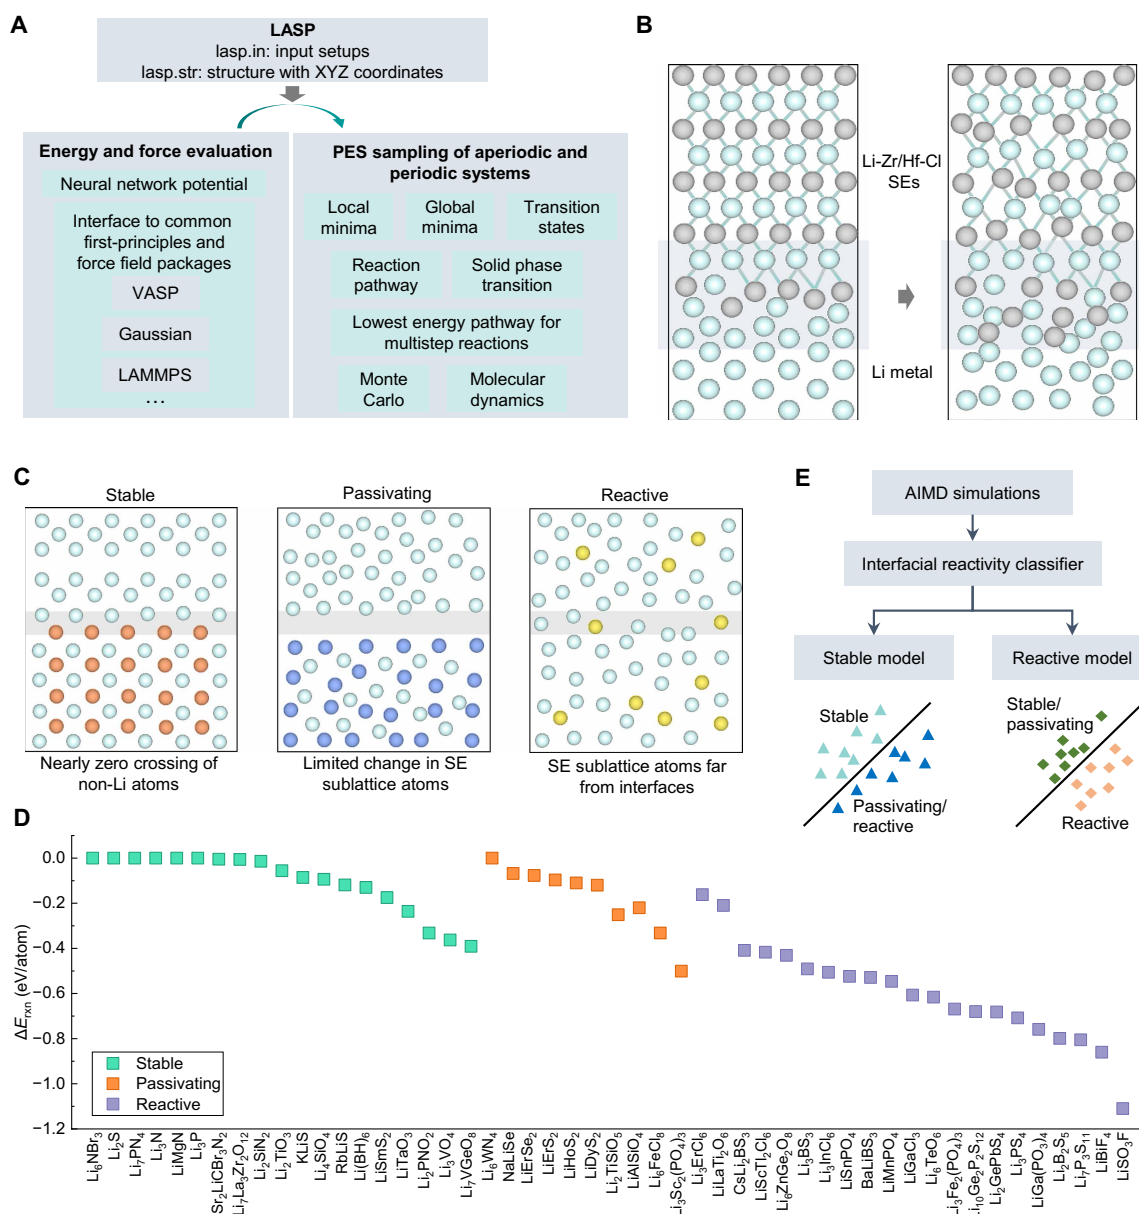 A
LASP
lasp.in: input setups
lasp.str: structure with XYZ coordinates
Energy and force evaluation
Neural network potential
Interface to common
first-principles and
force field packages
VASP
Gaussian
LAMMPS
...
PES sampling of aperiodic and
periodic systems
Local
minima
Global
minima
Transition
states
Reaction
pathway
Solid phase
transition
Lowest energy pathway for
multistep reactions
Monte
Carlo
Molecular
dynamics
B
Li-Zr/Hf-Cl
SEs
Li metal
C
Stable
Nearly zero crossing of
non-Li atoms
Passivating
Limited change in SE
sublattice atoms
Reactive
SE sublattice atoms far
from interfaces
E
AIMD simulations
Interfacial reactivity classifier
Stable model
Reactive model
Stable
Passivating/
reactive
Stable/
passivating
Reactive
D
ΔE_rxn (eV/atom)
0.0
−0.2
−0.4
−0.6
−0.8
−1.0
−1.2
Stable
Passivating
Reactive
Li₆NBr₃
Li₂S
Li₇PN₄
Li₃N
LiMgN
Li₃P
Sr₂LiCBr₃N₂
Li₇La₃Zr₂O₁₂
Li₂SiN₂
Li₂TiO₃
KLiS
Li₄SiO₄
RbLiS
Li(BH)₆
LiSmS₂
LiTaO₃
Li₂PNO₂
Li₃VO₄
Li₇VGeO₈
Li₆WN₄
NaLiSe
LiErSe₂
LiErS₂
LiHoS₂
LiDyS₂
Li₂TiSiO₅
LiAlSiO₄
Li₆FeCl₈
Li₃Sc₂(PO₄)₃
Li₃ErCl₆
LiLaTi₂O₆
CsLi₂BS₃
LiScTl₂Cl₆
Li₆ZnGe₂O₈
Li₃BS₃
Li₃InCl₆
LiSnPO₄
BaLiBS₃
LiMnPO₄
LiGaCl₃
Li₆TeO₆
Li₃Fe₂(PO₄)₃
Li₁₀Ge₂P₂S₁₂
Li₂GePbS₄
Li₃PS₄
LiGa(PO₃)₄
Li₂B₂S₅
Li₇P₃S₁₁
LiBiF₄
LiSO₃F